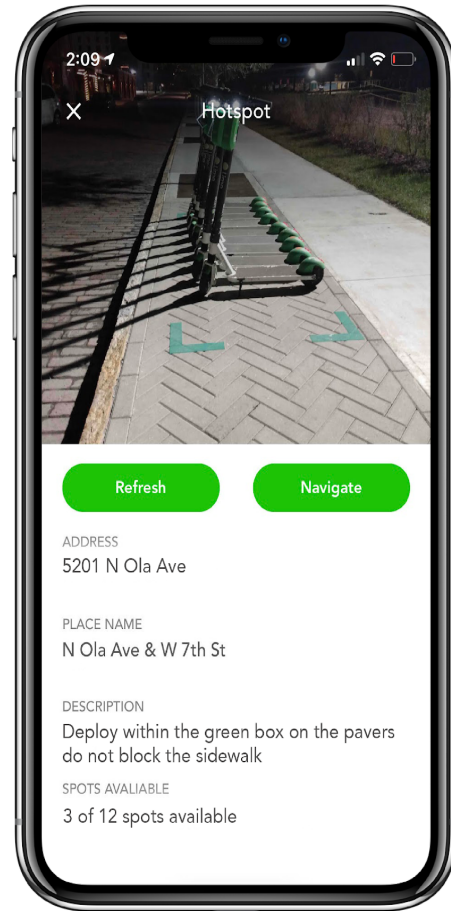 2:09
Hotspot
Refresh
Navigate
ADDRESS
5201 N Ola Ave
PLACE NAME
N Ola Ave & W 7th St
DESCRIPTION
Deploy within the green box on the pavers
do not block the sidewalk
SPOTS AVALIABLE
3 of 12 spots available